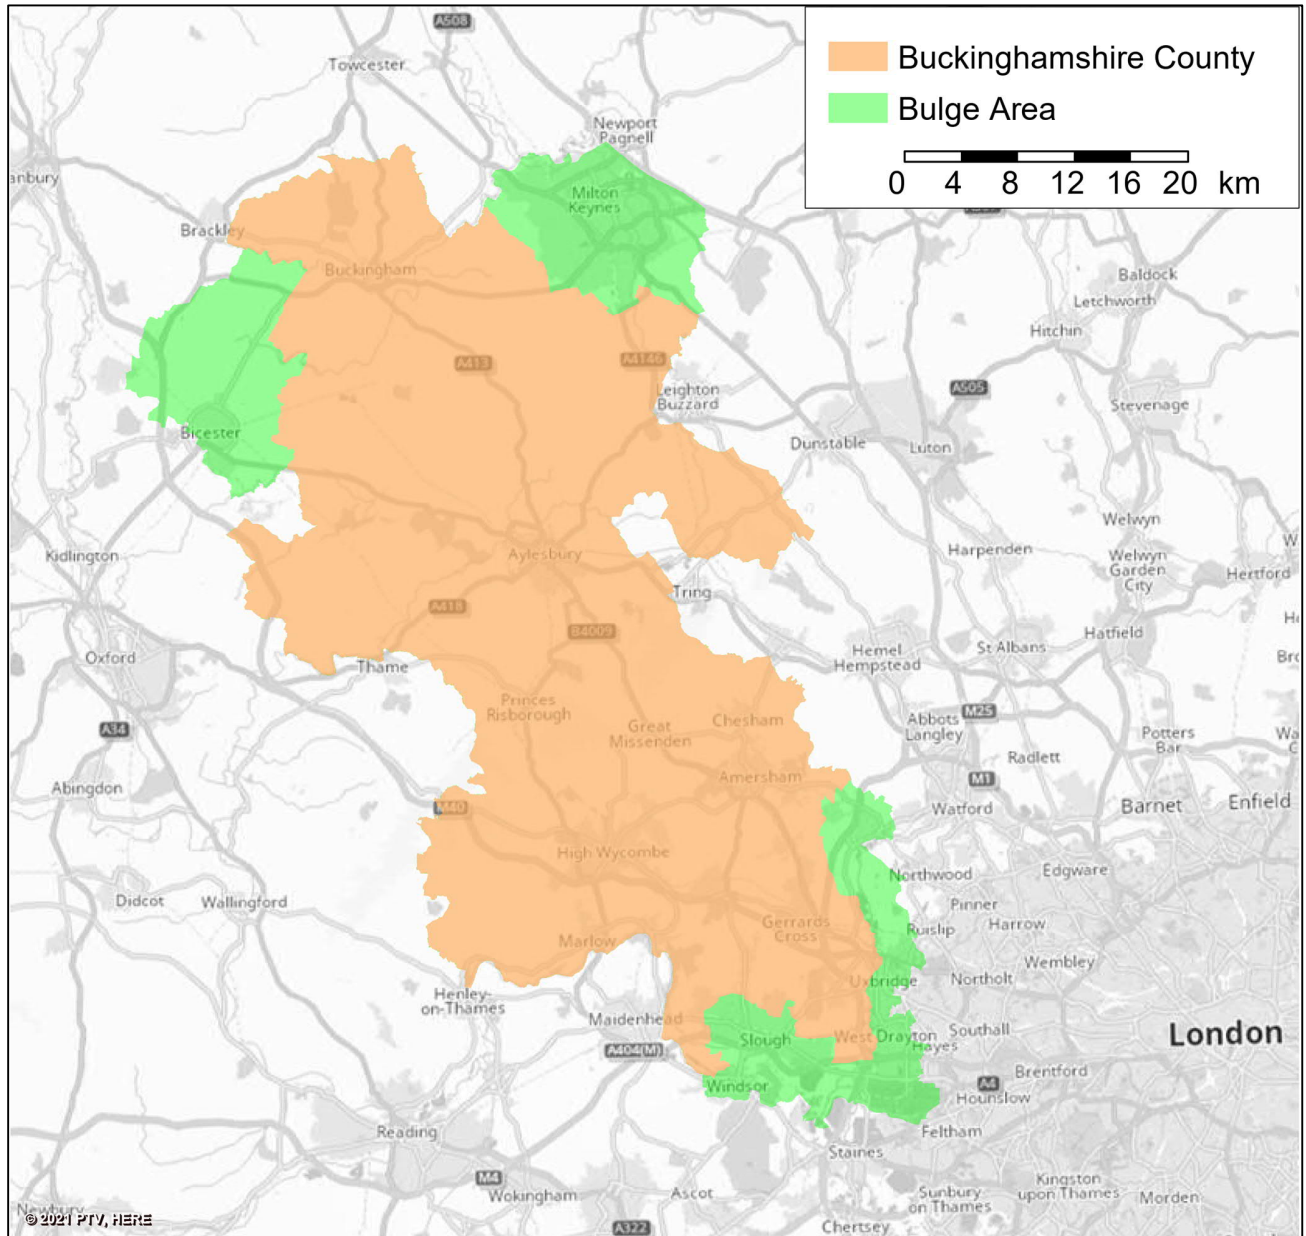 A508
Towcester
Buckinghamshire County
Bulge Area
0 4 8 12 16 20 km
Newport
Pagnell
anbury
Milton
Keynes
Brackley
Buckingham
Baldock
Letchworth
Hitchin
A413
A4146
Leighton
Buzzard
A505
Stevenage
Bicester
Dunstable
Luton
Welwyn
Kidlington
Aylesbury
Harpenden
Welwyn
Garden
City
Hertford
Tring
A418
B4009
Oxford
Thame
Hemel
Hempstead
St Albans
Hatfield
Princes
Risborough
Great
Missenden
Chesham
A34
Abbots
Langley
M25
Potters
Bar
Radlett
Abingdon
Amersham
M1
M40
Watford
Barnet
Enfield
High Wycombe
Northwood
Edgware
Didcot
Wallingford
Pinner
Gerrards
Cross
Ruislip
Harrow
Marlow
Wembley
Uxbridge
Northolt
Henley-
on-Thames
Maidenhead
Slough
West Drayton
Southall
Hayes
London
A404(M)
Windsor
Brentford
A4
Hounslow
Reading
Feltham
Staines
M4
Wokingham
Ascot
Sunbury
on Thames
Kingston
upon Thames
Morden
Newbury
© 2021 PTV, HERE
A322
Chertsey